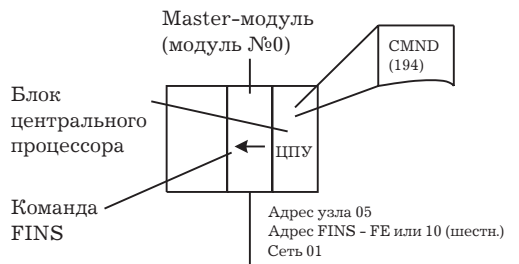 Master-модуль
(модуль №0)
CMND
(194)
Блок
центрального
процессора
ЦПУ
Команда
FINS
Адрес узла 05
Адрес FINS - FE или 10 (шестн.)
Сеть 01